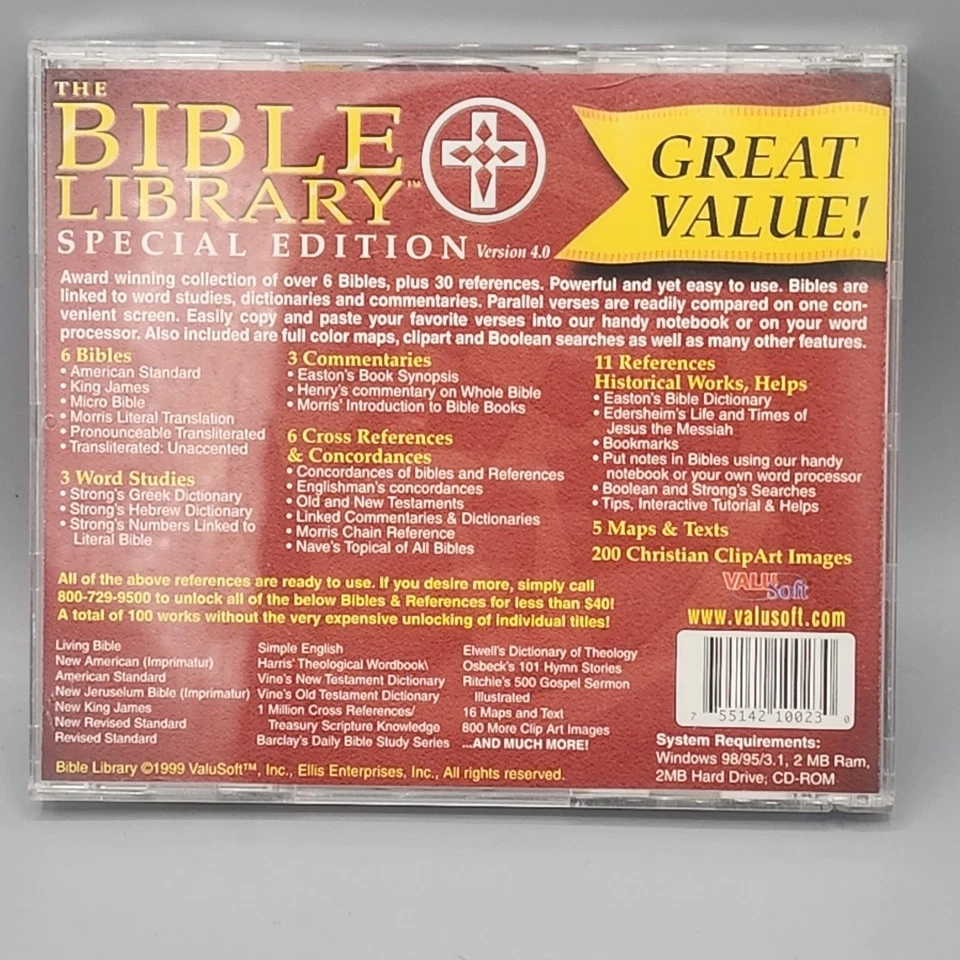 THE
BIBLE
LIBRARY™
SPECIAL EDITION Version 4.0
GREAT
VALUE!
Award winning collection of over 6 Bibles, plus 30 references. Powerful and yet easy to use. Bibles are
linked to word studies, dictionaries and commentaries. Parallel verses are readily compared on one con-
venient screen. Easily copy and paste your favorite verses into our handy notebook or on your word
processor. Also included are full color maps, clipart and Boolean searches as well as many other features.
6 Bibles
• American Standard
• King James
• Micro Bible
• Morris Literal Translation
• Pronounceable Transliterated
• Transliterated: Unaccented
3 Word Studies
• Strong's Greek Dictionary
• Strong's Hebrew Dictionary
• Strong's Numbers Linked to
Literal Bible
3 Commentaries
• Easton's Book Synopsis
• Henry's commentary on Whole Bible
• Morris' Introduction to Bible Books
6 Cross References
& Concordances
• Concordances of bibles and References
• Englishman's concordances
• Old and New Testaments
• Linked Commentaries & Dictionaries
• Morris Chain Reference
• Nave's Topical of All Bibles
11 References
Historical Works, Helps
• Easton's Bible Dictionary
• Edersheim's Life and Times of
Jesus the Messiah
• Bookmarks
• Put notes in Bibles using our handy
notebook or your own word processor
• Boolean and Strong's Searches
• Tips, Interactive Tutorial & Helps
5 Maps & Texts
200 Christian ClipArt Images
All of the above references are ready to use. If you desire more, simply call
800-729-9500 to unlock all of the below Bibles & References for less than $40!
A total of 100 works without the very expensive unlocking of individual titles!
VALUSoft
www.valusoft.com
Living Bible
New American (Imprimatur)
American Standard
New Jeruselum Bible (Imprimatur)
New King James
New Revised Standard
Revised Standard
Simple English
Harris' Theological Wordbook\
Vine's New Testament Dictionary
Vine's Old Testament Dictionary
1 Million Cross References/
Treasury Scripture Knowledge
Barclay's Daily Bible Study Series
Elwell's Dictionary of Theology
Osbeck's 101 Hymn Stories
Ritchie's 500 Gospel Sermon
Illustrated
16 Maps and Text
800 More Clip Art Images
...AND MUCH MORE!
7 55142 10023 0
System Requirements:
Windows 98/95/3.1, 2 MB Ram,
2MB Hard Drive, CD-ROM
Bible Library ©1999 ValuSoft™, Inc., Ellis Enterprises, Inc., All rights reserved.